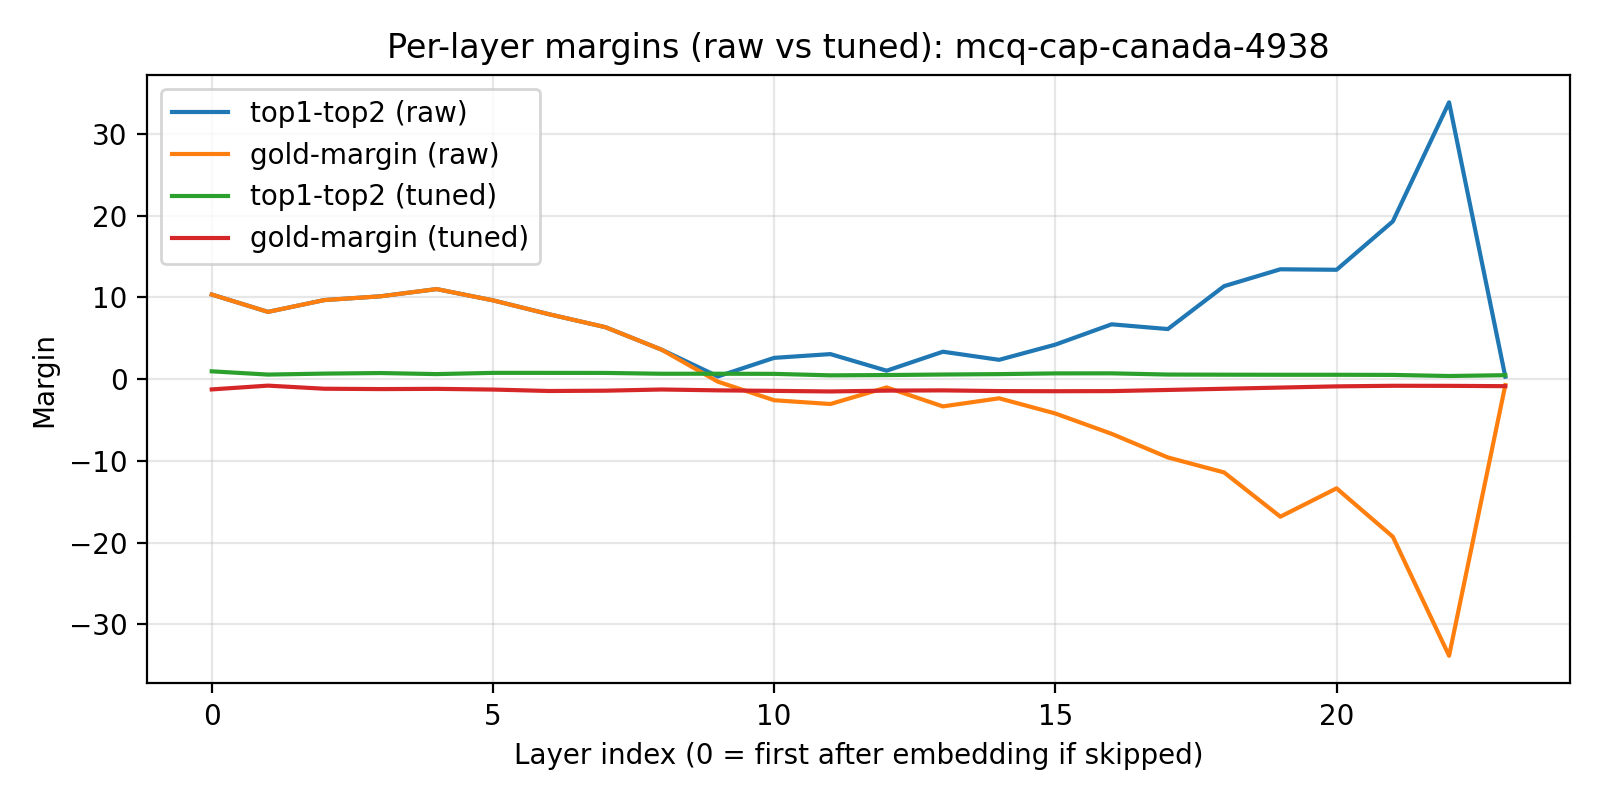 Per-layer margins (raw vs tuned): mcq-cap-canada-4938
top1-top2 (raw)
gold-margin (raw)
top1-top2 (tuned)
gold-margin (tuned)
30
20
10
0
−10
−20
−30
Margin
0 5 10 15 20
Layer index (0 = first after embedding if skipped)